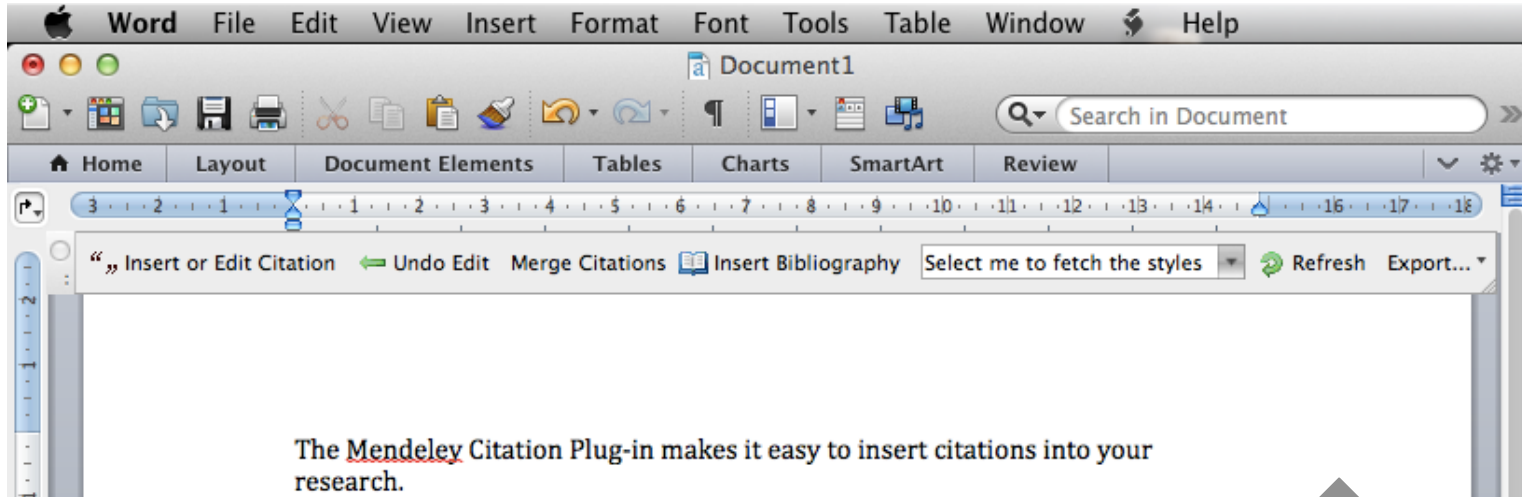 Word File Edit View Insert Format Font Tools Table Window Help
Document1
Search in Document
Home Layout Document Elements Tables Charts SmartArt Review
3 2 1 1 2 3 4 5 6 7 8 9 10 11 12 13 14 16 17 18
“ „ Insert or Edit Citation Undo Edit Merge Citations Insert Bibliography Select me to fetch the styles Refresh Export...
2
1
1
The Mendeley Citation Plug-in makes it easy to insert citations into your
research.